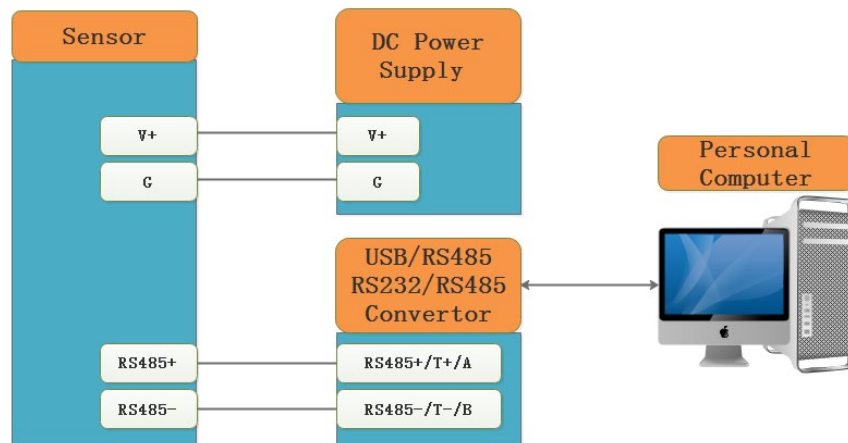 Sensor
V+
G
RS485+
RS485-
DC Power
Supply
V+
G
USB/RS485
RS232/RS485
Convertor
RS485+/T+/A
RS485-/T-/B
Personal
Computer